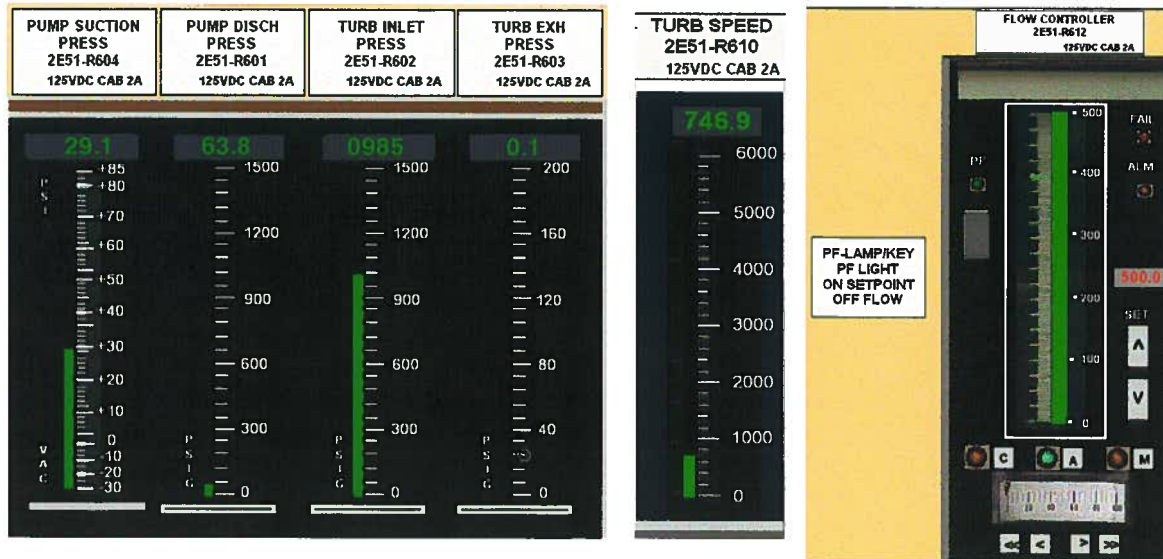 PUMP SUCTION
PRESS
2E51-R604
125VDC CAB 2A
PUMP DISCH
PRESS
2E51-R601
125VDC CAB 2A
TURB INLET
PRESS
2E51-R602
125VDC CAB 2A
TURB EXH
PRESS
2E51-R603
125VDC CAB 2A
29.1
63.8
0985
0.1
PSI
+85
+80
+70
+60
+50
+40
+30
+20
+10
0
-10
-20
-30
VAC
1500
1200
900
600
300
0
PSIG
1500
1200
900
600
300
0
PSIG
200
160
120
80
40
0
PSIG
TURB SPEED
2E51-R610
125VDC CAB 2A
746.9
6000
5000
4000
3000
2000
1000
0
PF-LAMP/KEY
PF LIGHT
ON SETPOINT
OFF FLOW
FLOW CONTROLLER
2E51-R612
125VDC CAB 2A
500
400
300
200
100
0
FAIL
PF
ALM
500.0
SET
∧
V
C
A
M
<< < > >>